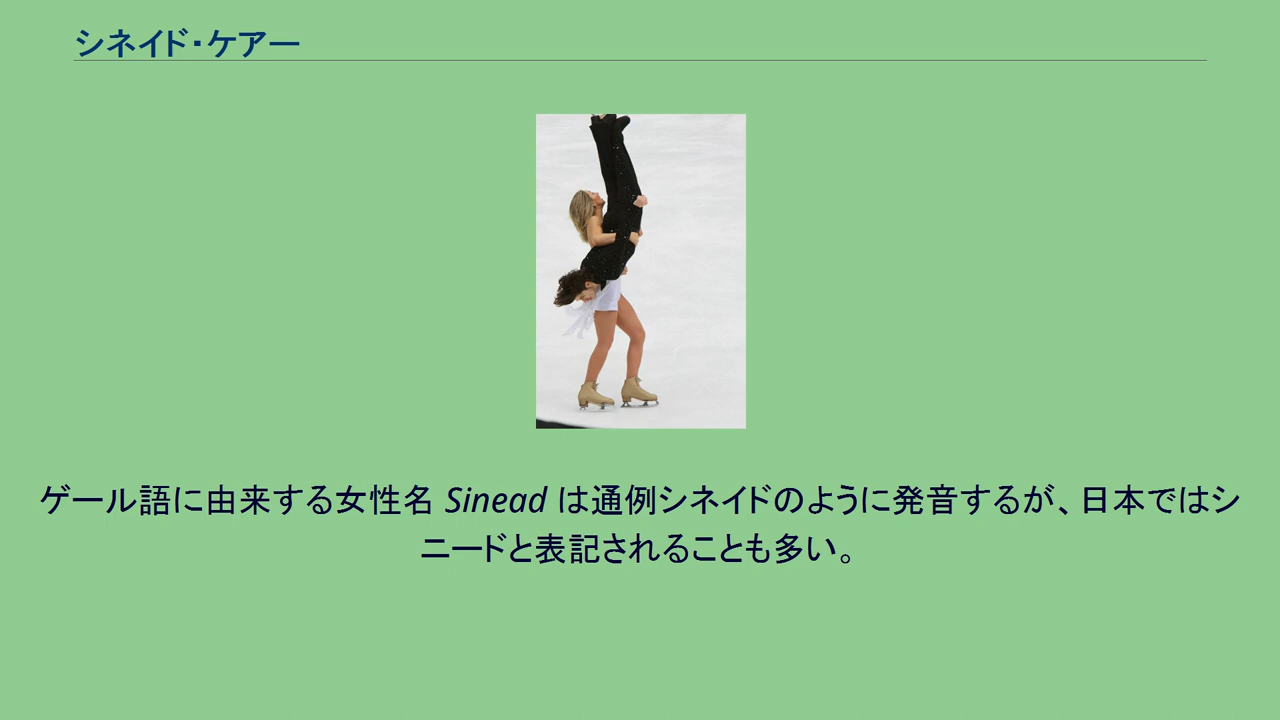 シネイド・ケアー
ゲール語に由来する女性名 Sinead は通例シネイドのように発音するが、日本ではシ
ニードと表記されることも多い。